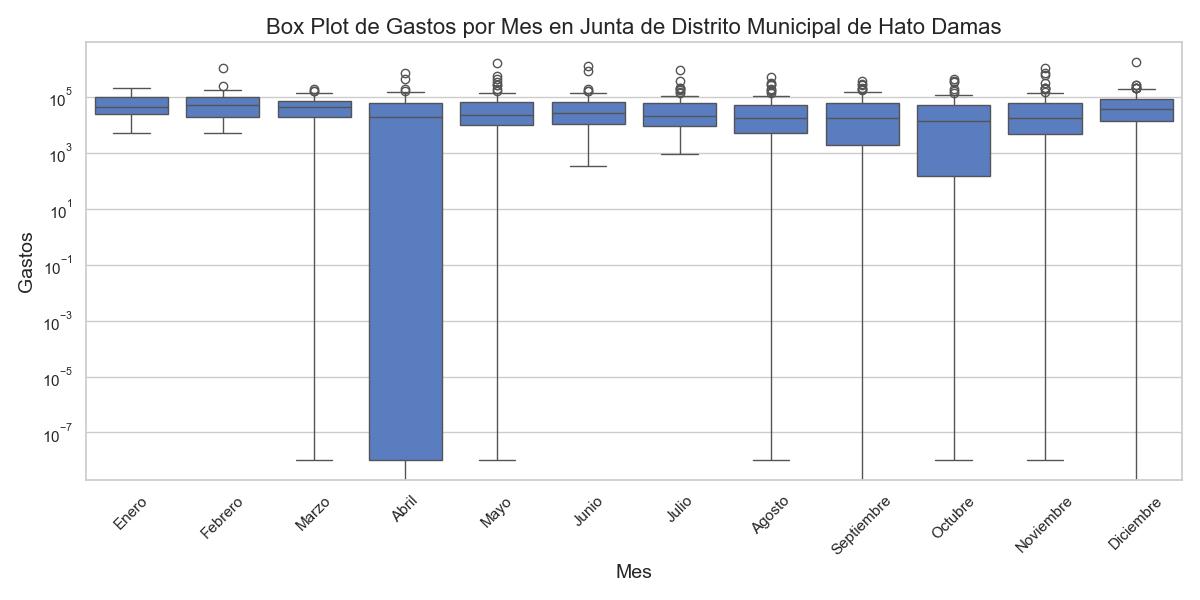 Box Plot de Gastos por Mes en Junta de Distrito Municipal de Hato Damas
Gastos
10^5
10^3
10^1
10^−1
10^−3
10^−5
10^−7
Enero
Febrero
Marzo
Abril
Mayo
Junio
Julio
Agosto
Septiembre
Octubre
Noviembre
Diciembre
Mes